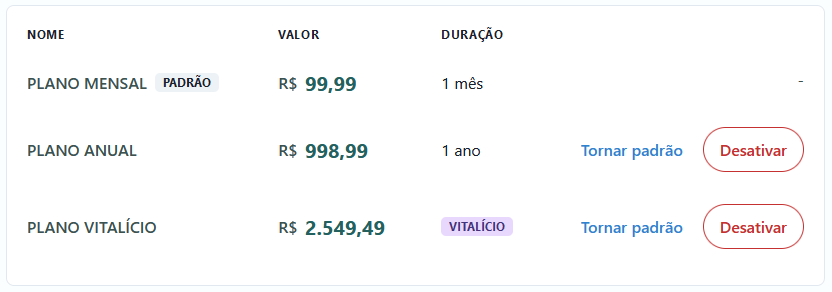 NOME VALOR DURAÇÃO
PLANO MENSAL PADRÃO R$ 99,99 1 mês -
PLANO ANUAL R$ 998,99 1 ano Tornar padrão Desativar
PLANO VITALÍCIO R$ 2.549,49 VITALÍCIO Tornar padrão Desativar